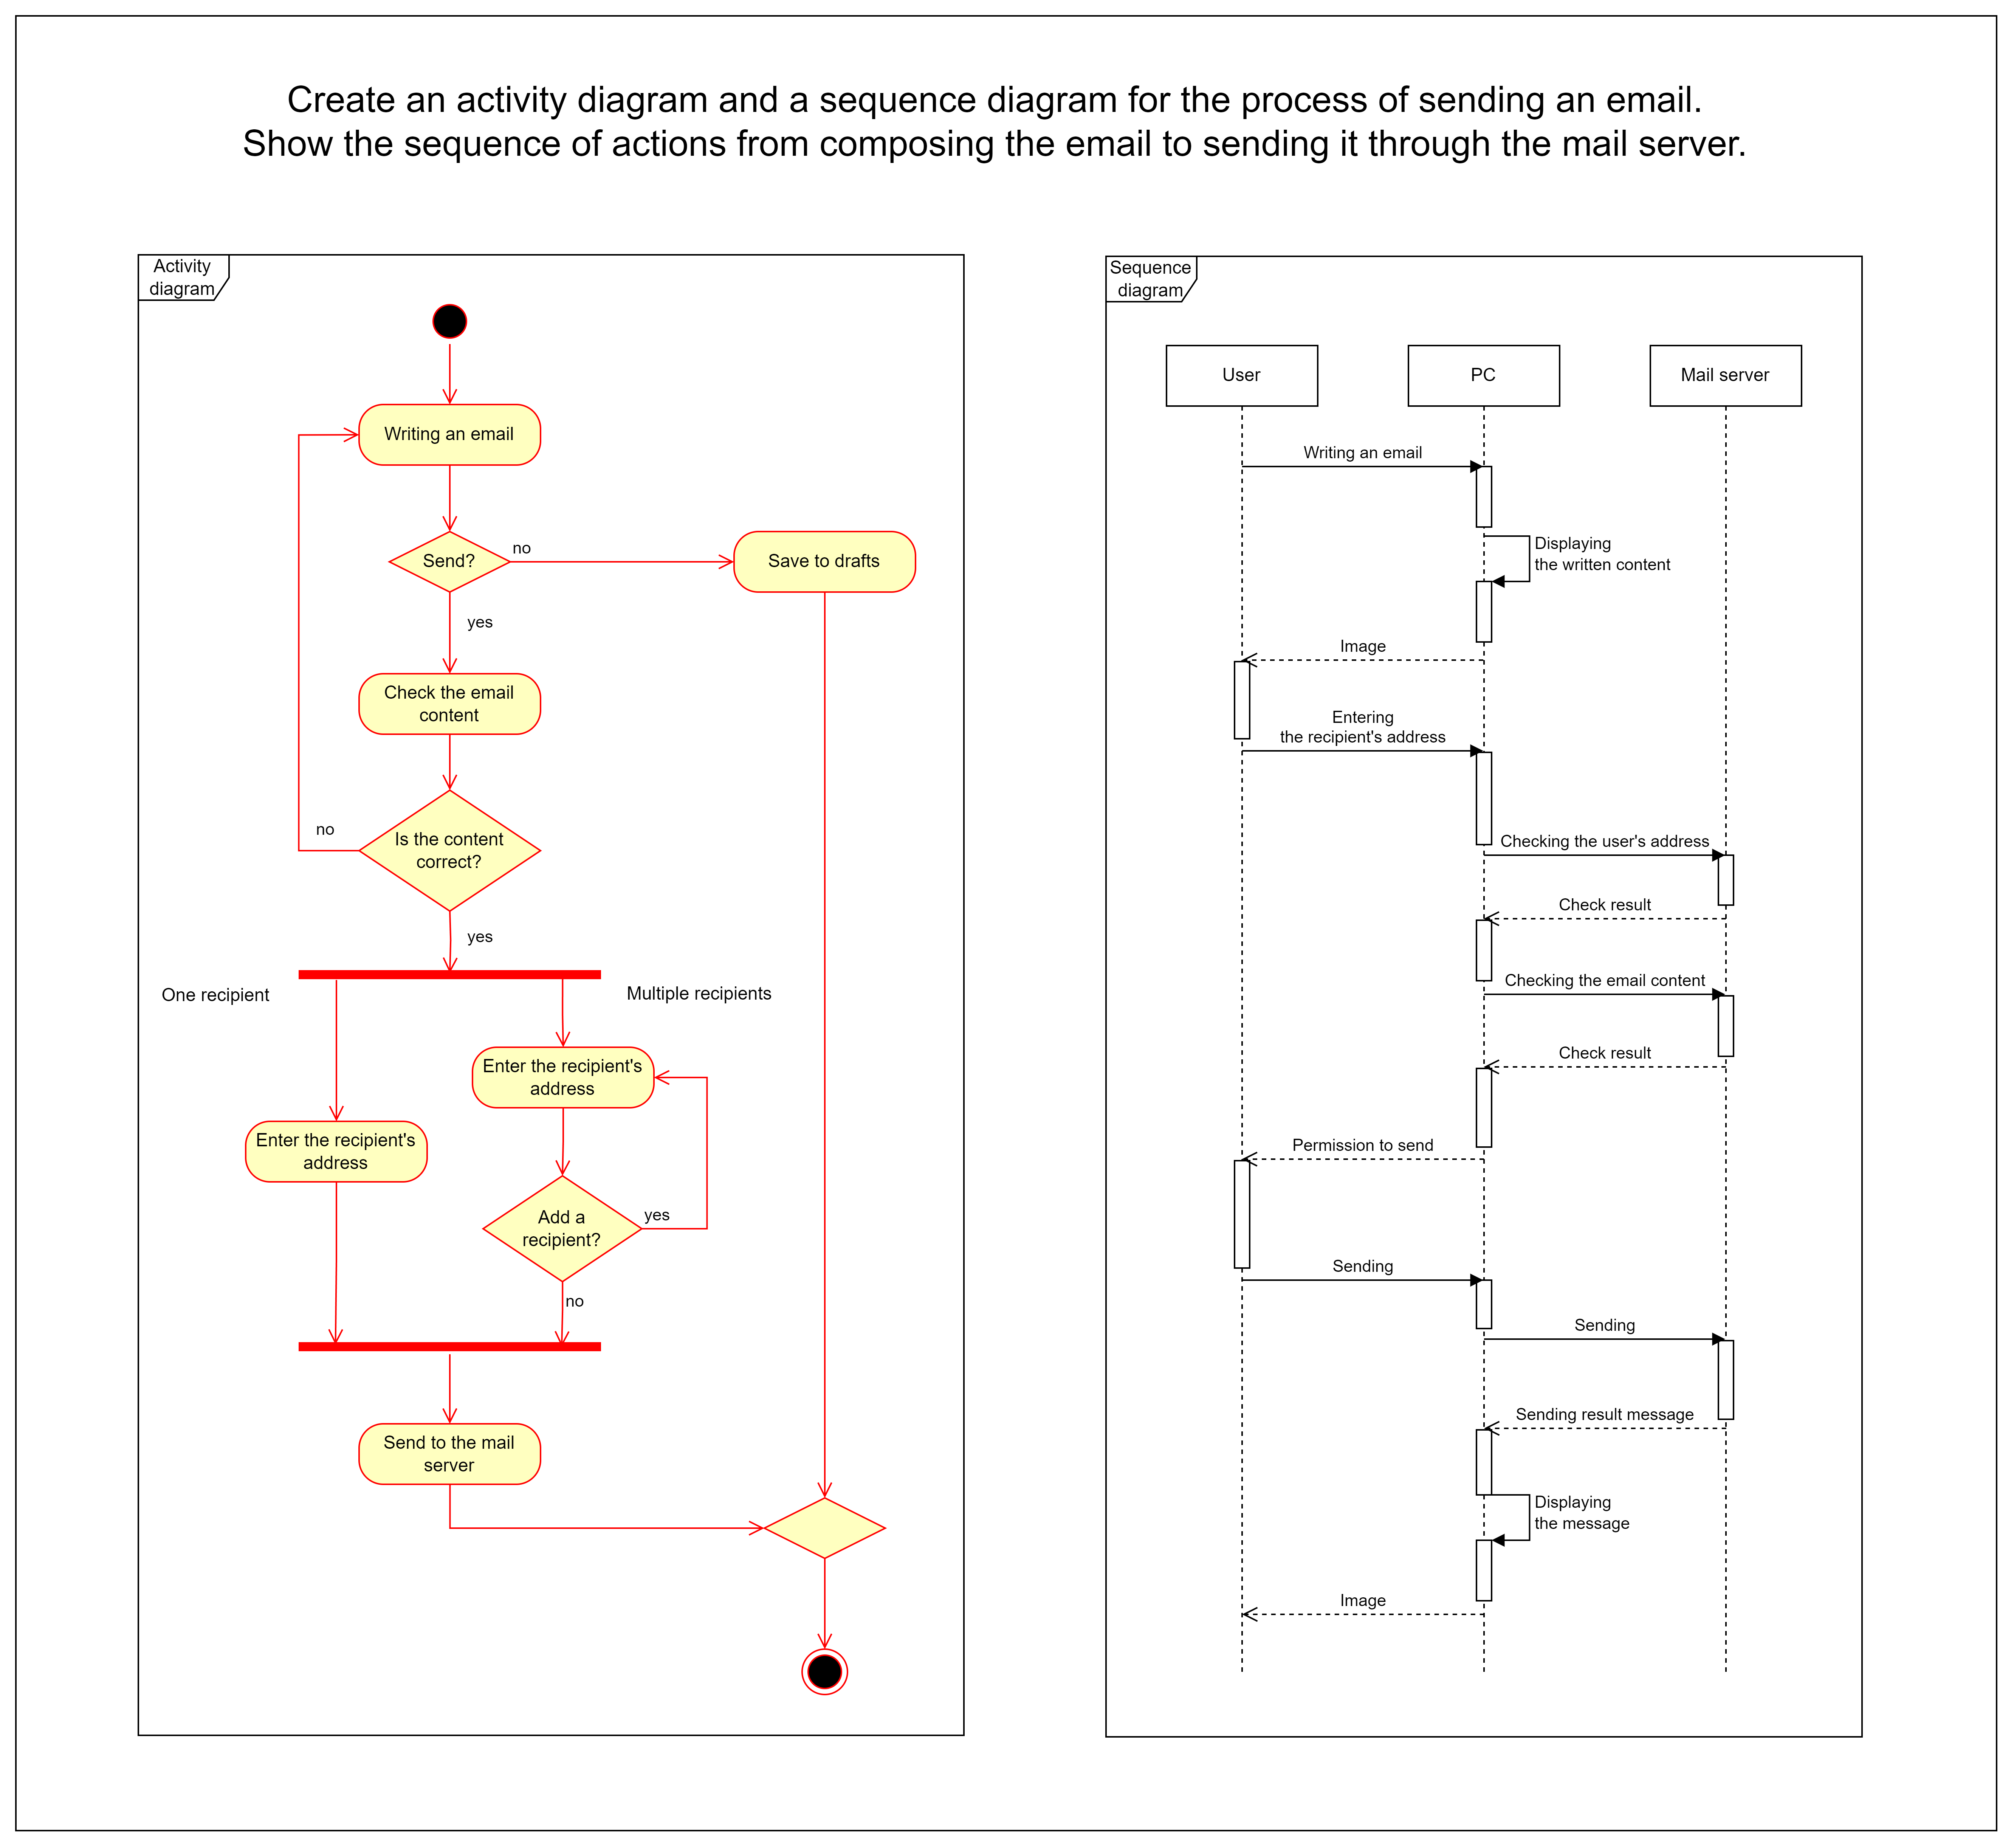 Create an activity diagram and a sequence diagram for the process of sending an email.
Show the sequence of actions from composing the email to sending it through the mail server.
Activity
diagram
Writing an email
Send?
no
Save to drafts
yes
Check the email
content
Is the content
correct?
no
yes
One recipient
Multiple recipients
Enter the recipient's
address
Enter the recipient's
address
Add a
recipient?
yes
no
Send to the mail
server
Sequence
diagram
User
PC
Mail server
Writing an email
Displaying
the written content
Image
Entering
the recipient's address
Checking the user's address
Check result
Checking the email content
Check result
Permission to send
Sending
Sending
Sending result message
Displaying
the message
Image